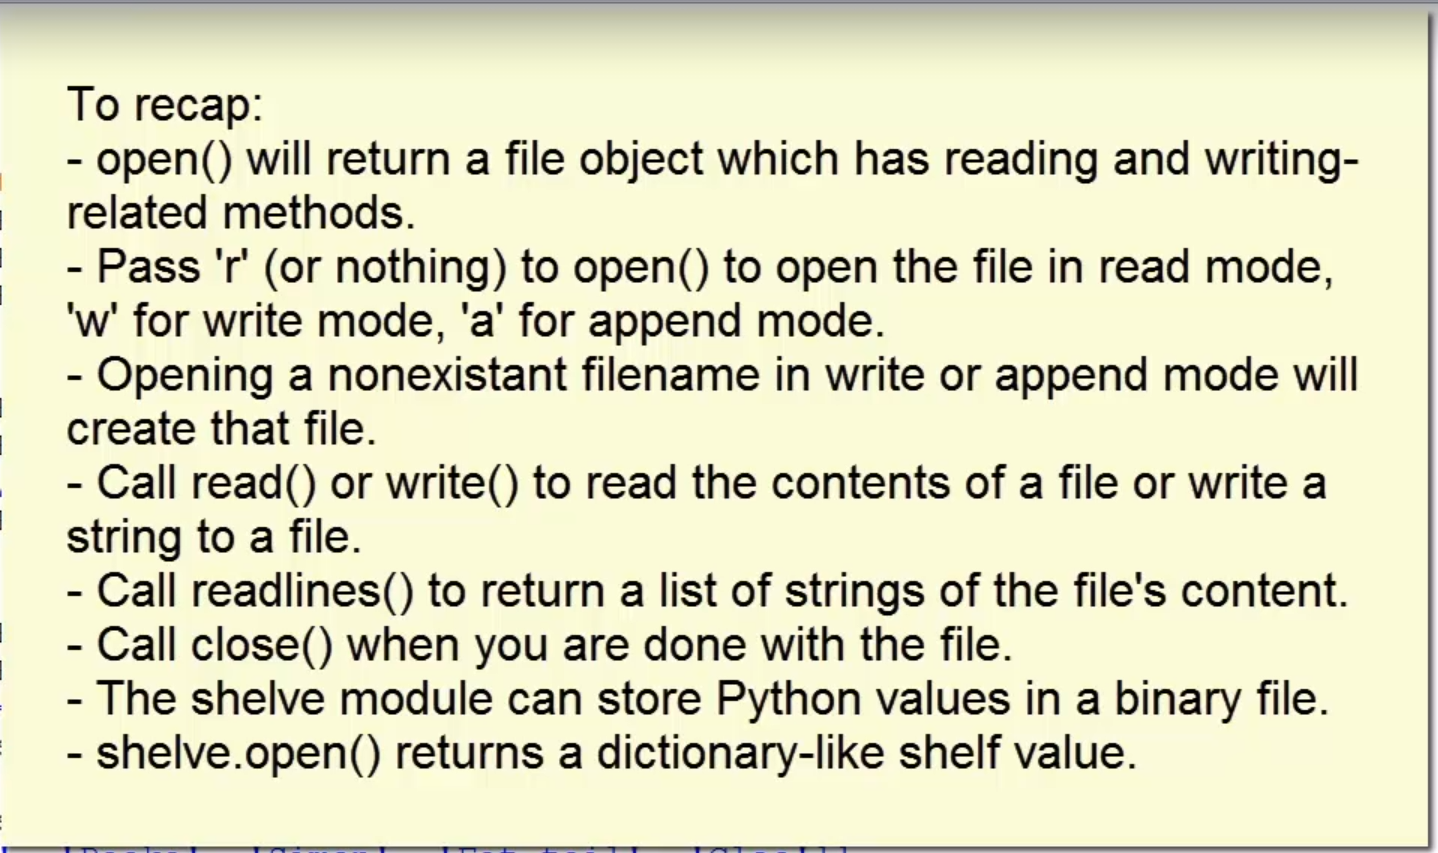 To recap:
- open() will return a file object which has reading and writing-
related methods.
- Pass 'r' (or nothing) to open() to open the file in read mode,
'w' for write mode, 'a' for append mode.
- Opening a nonexistant filename in write or append mode will
create that file.
- Call read() or write() to read the contents of a file or write a
string to a file.
- Call readlines() to return a list of strings of the file's content.
- Call close() when you are done with the file.
- The shelve module can store Python values in a binary file.
- shelve.open() returns a dictionary-like shelf value.